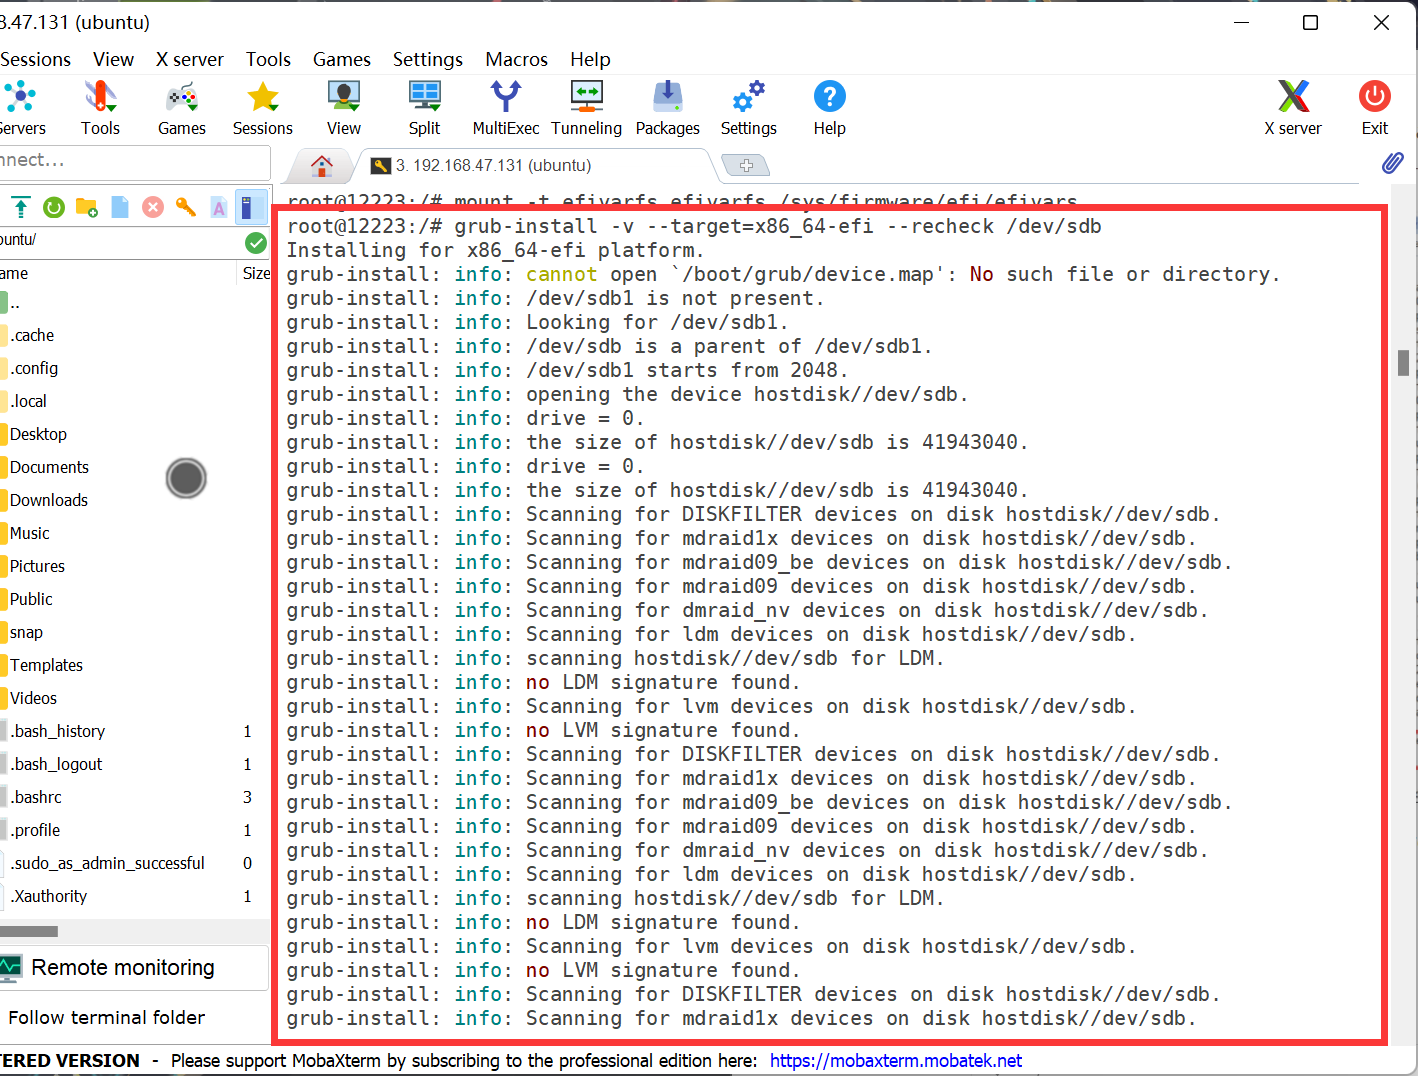 8.47.131 (ubuntu)
Sessions View X server Tools Games Settings Macros Help
Servers Tools Games Sessions View Split MultiExec Tunneling Packages Settings Help X server Exit
nnect...
3. 192.168.47.131 (ubuntu)
root@12223:/# mount -t efivarfs efivarfs /sys/firmware/efi/efivars
root@12223:/# grub-install -v --target=x86_64-efi --recheck /dev/sdb
Installing for x86_64-efi platform.
grub-install: info: cannot open `/boot/grub/device.map': No such file or directory.
grub-install: info: /dev/sdb1 is not present.
grub-install: info: Looking for /dev/sdb1.
grub-install: info: /dev/sdb is a parent of /dev/sdb1.
grub-install: info: /dev/sdb1 starts from 2048.
grub-install: info: opening the device hostdisk//dev/sdb.
grub-install: info: drive = 0.
grub-install: info: the size of hostdisk//dev/sdb is 41943040.
grub-install: info: drive = 0.
grub-install: info: the size of hostdisk//dev/sdb is 41943040.
grub-install: info: Scanning for DISKFILTER devices on disk hostdisk//dev/sdb.
grub-install: info: Scanning for mdraid1x devices on disk hostdisk//dev/sdb.
grub-install: info: Scanning for mdraid09_be devices on disk hostdisk//dev/sdb.
grub-install: info: Scanning for mdraid09 devices on disk hostdisk//dev/sdb.
grub-install: info: Scanning for dmraid_nv devices on disk hostdisk//dev/sdb.
grub-install: info: Scanning for ldm devices on disk hostdisk//dev/sdb.
grub-install: info: scanning hostdisk//dev/sdb for LDM.
grub-install: info: no LDM signature found.
grub-install: info: Scanning for lvm devices on disk hostdisk//dev/sdb.
grub-install: info: no LVM signature found.
grub-install: info: Scanning for DISKFILTER devices on disk hostdisk//dev/sdb.
grub-install: info: Scanning for mdraid1x devices on disk hostdisk//dev/sdb.
grub-install: info: Scanning for mdraid09_be devices on disk hostdisk//dev/sdb.
grub-install: info: Scanning for mdraid09 devices on disk hostdisk//dev/sdb.
grub-install: info: Scanning for dmraid_nv devices on disk hostdisk//dev/sdb.
grub-install: info: Scanning for ldm devices on disk hostdisk//dev/sdb.
grub-install: info: scanning hostdisk//dev/sdb for LDM.
grub-install: info: no LDM signature found.
grub-install: info: Scanning for lvm devices on disk hostdisk//dev/sdb.
grub-install: info: no LVM signature found.
grub-install: info: Scanning for DISKFILTER devices on disk hostdisk//dev/sdb.
grub-install: info: Scanning for mdraid1x devices on disk hostdisk//dev/sdb.
buntu/
ame Size
..
.cache
.config
.local
Desktop
Documents
Downloads
Music
Pictures
Public
snap
Templates
Videos
.bash_history 1
.bash_logout 1
.bashrc 3
.profile 1
.sudo_as_admin_successful 0
.Xauthority 1
Remote monitoring
Follow terminal folder
TERED VERSION - Please support MobaXterm by subscribing to the professional edition here: https://mobaxterm.mobatek.net